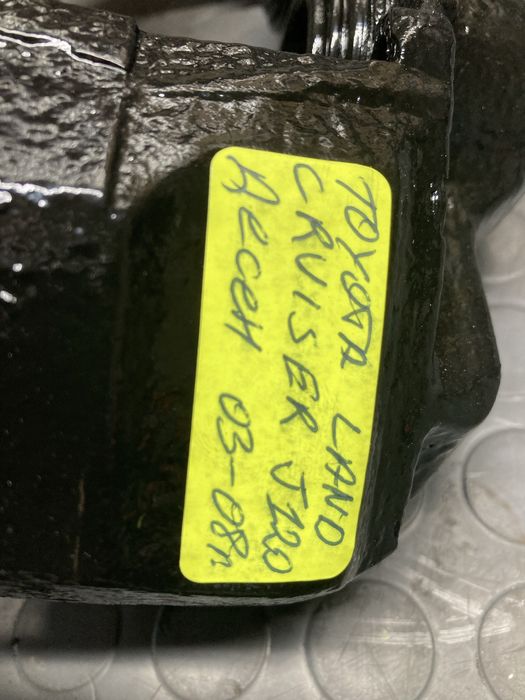 TOYOTA LAND
CRUISER J120
Десен 03-08г